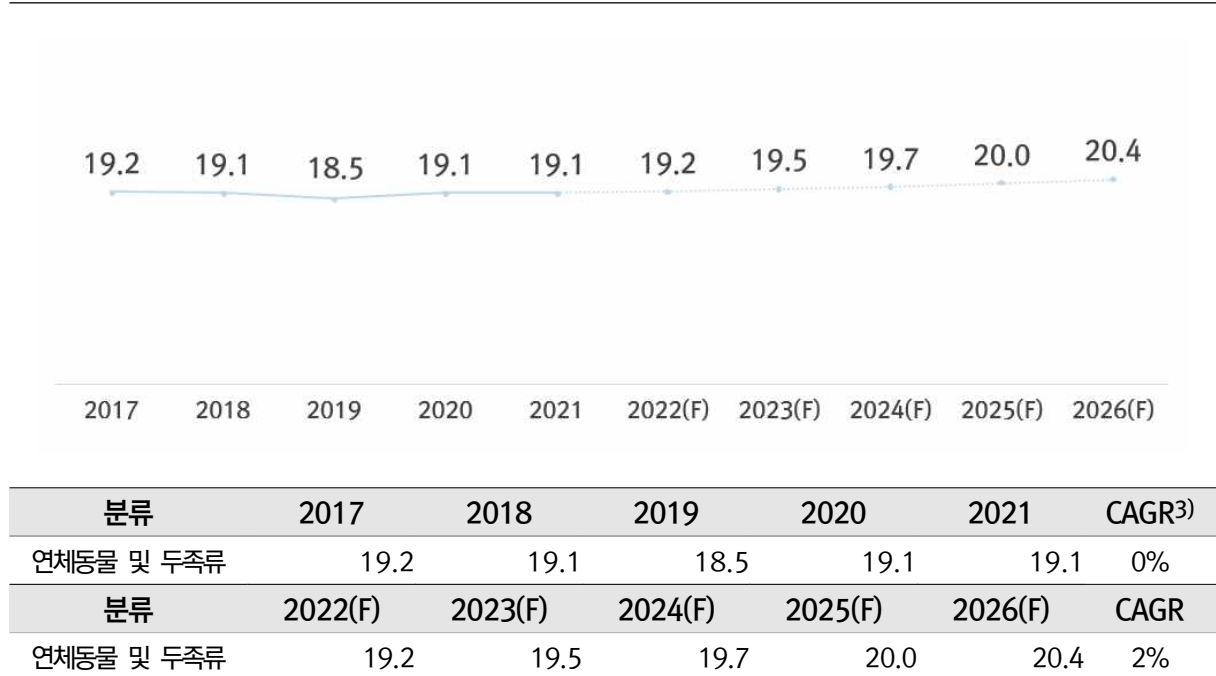 19.2 19.1 18.5 19.1 19.1 19.2 19.5 19.7 20.0 20.4
2017 2018 2019 2020 2021 2022(F) 2023(F) 2024(F) 2025(F) 2026(F)
분류 2017 2018 2019 2020 2021 CAGR3)
연체동물 및 두족류 19.2 19.1 18.5 19.1 19.1 0%
분류 2022(F) 2023(F) 2024(F) 2025(F) 2026(F) CAGR
연체동물 및 두족류 19.2 19.5 19.7 20.0 20.4 2%